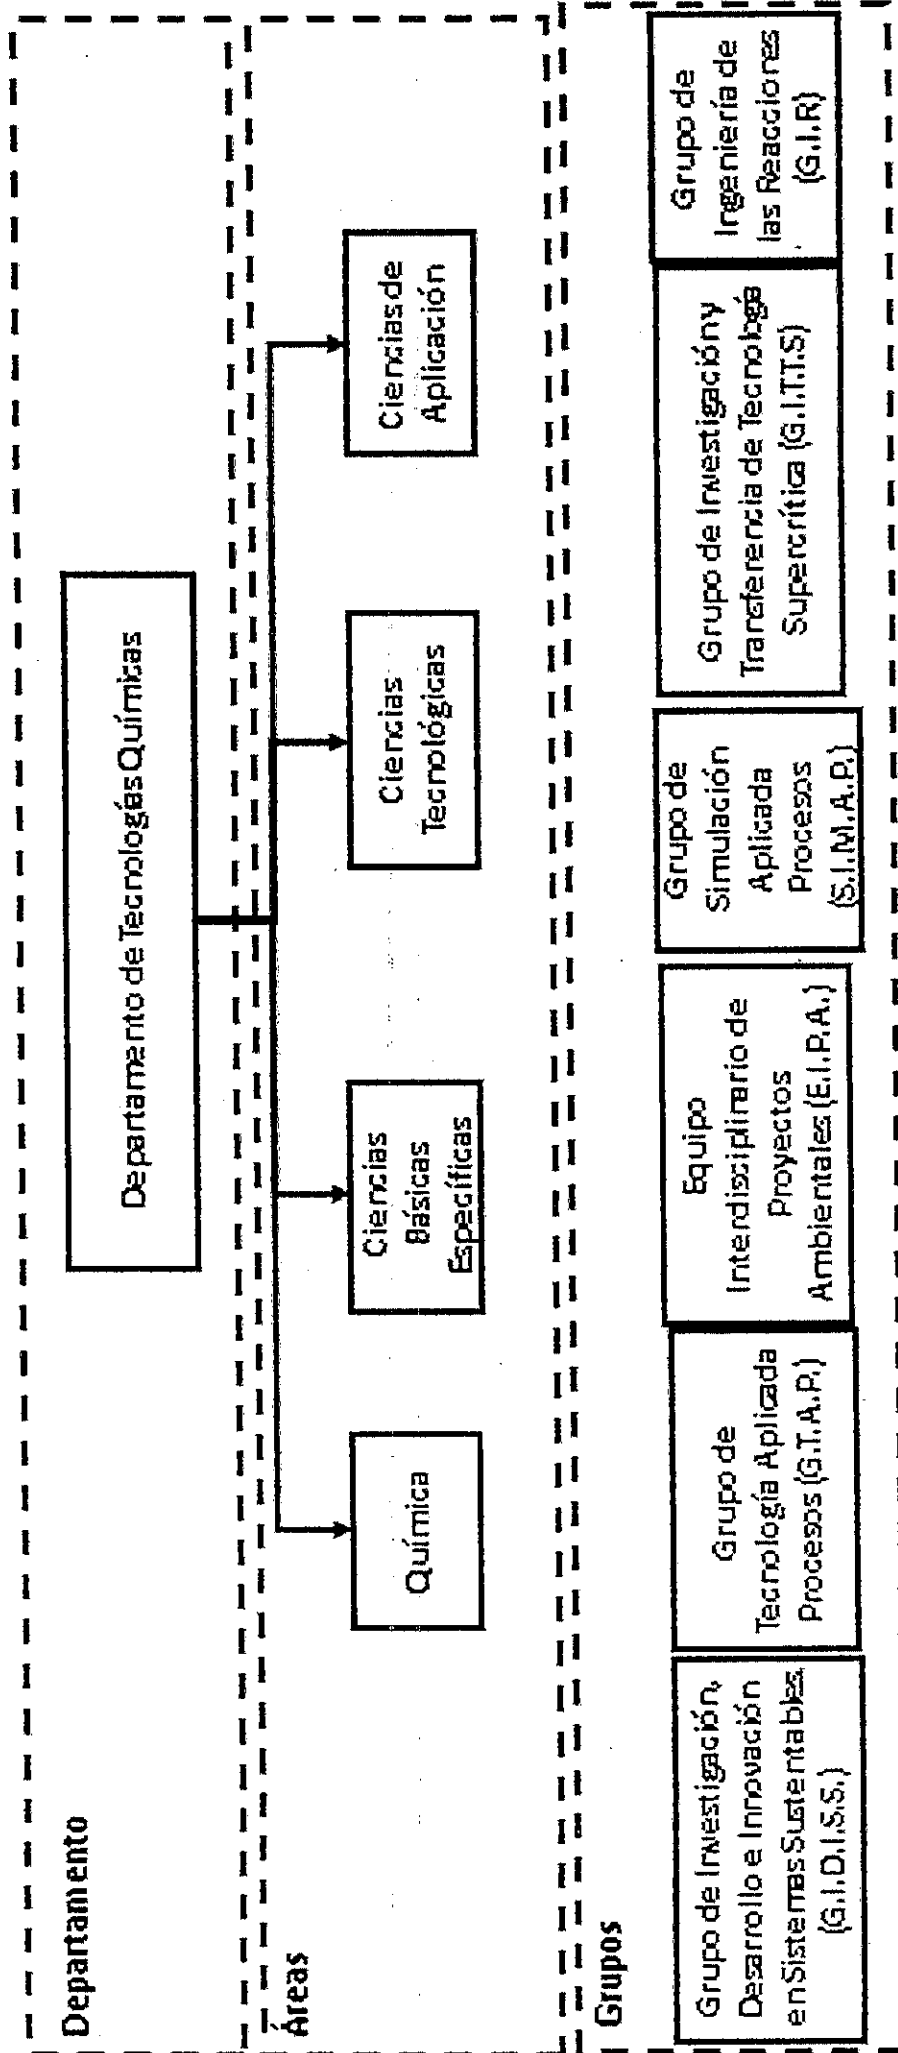 Departamento
Departamento de Tecnologías Químicas
Áreas
Química
Ciencias
Básicas
Específicas
Ciencias
Tecnológicas
Ciencias de
Aplicación
Grupos
Grupo de Investigación,
Desarrollo e Innovación
en Sistemas Sustentables
(G.I.D.I.S.S.)
Grupo de
Tecnología Aplicada
Procesos (G.T.A.P.)
Equipo
Interdisciplinario de
Proyectos
Ambientales (E.I.P.A.)
Grupo de
Simulación
Aplicada
Procesos
(S.I.M.A.P.)
Grupo de Investigación y
Transferencia de Tecnología
Supercrítica (G.I.T.T.S)
Grupo de
Ingeniería de
las Reacciones
(G.I.R)